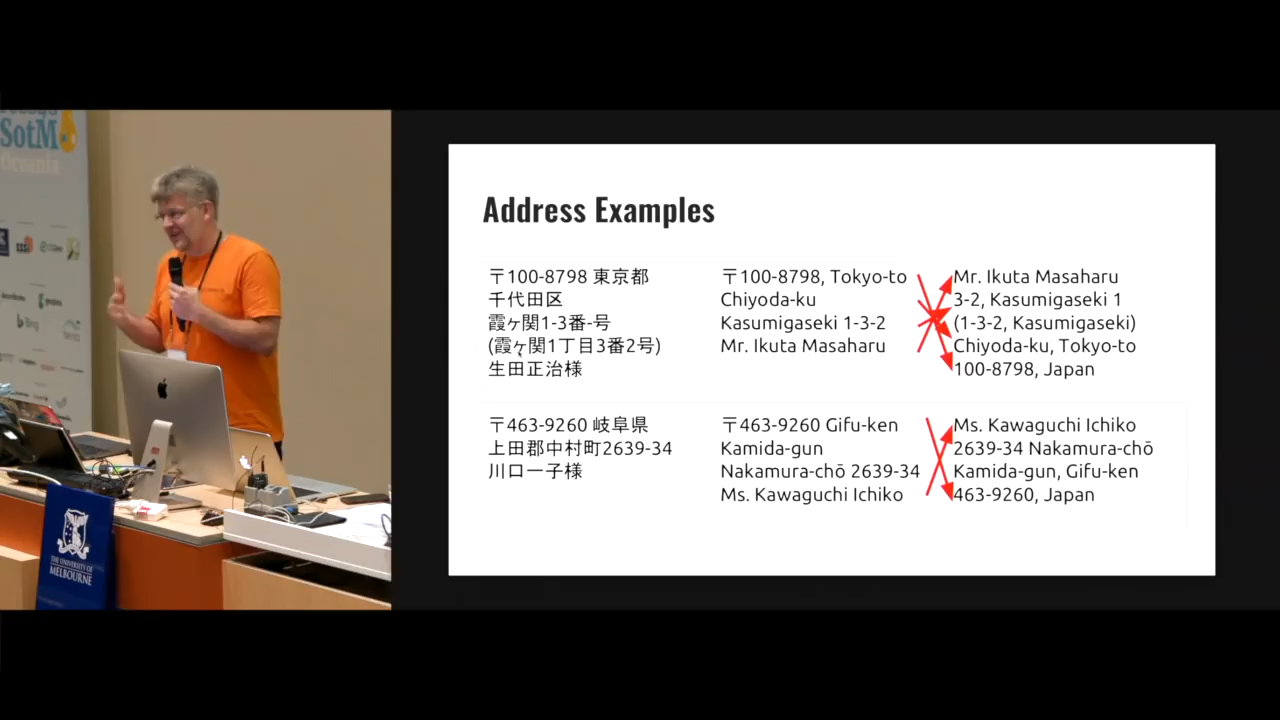 SotM
Oceania
Bing
THE UNIVERSITY OF
MELBOURNE
Address Examples
〒100-8798 東京都
千代田区
霞ヶ関1-3番-号
(霞ヶ関1丁目3番2号)
生田正治様
〒100-8798, Tokyo-to
Chiyoda-ku
Kasumigaseki 1-3-2
Mr. Ikuta Masaharu
Mr. Ikuta Masaharu
3-2, Kasumigaseki 1
(1-3-2, Kasumigaseki)
Chiyoda-ku, Tokyo-to
100-8798, Japan
〒463-9260 岐阜県
上田郡中村町2639-34
川口一子様
〒463-9260 Gifu-ken
Kamida-gun
Nakamura-chō 2639-34
Ms. Kawaguchi Ichiko
Ms. Kawaguchi Ichiko
2639-34 Nakamura-chō
Kamida-gun, Gifu-ken
463-9260, Japan